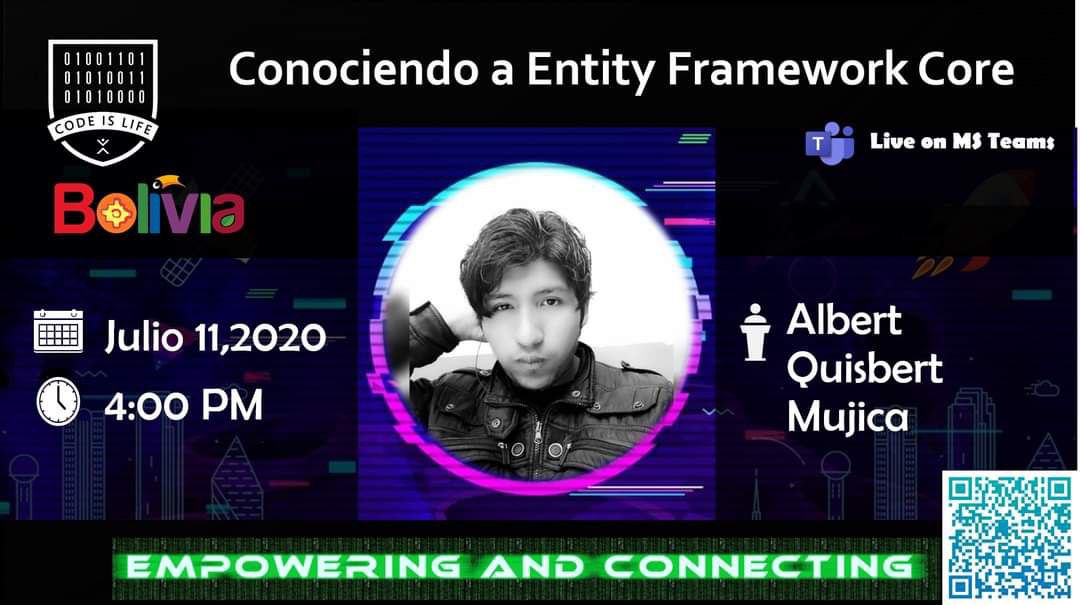 01001101
01010011
01010000
CODE IS LIFE
Conociendo a Entity Framework Core
T
Live on MS Teams
Bolivia
Julio 11,2020
4:00 PM
Albert
Quisbert
Mujica
EMPOWERING AND CONNECTING